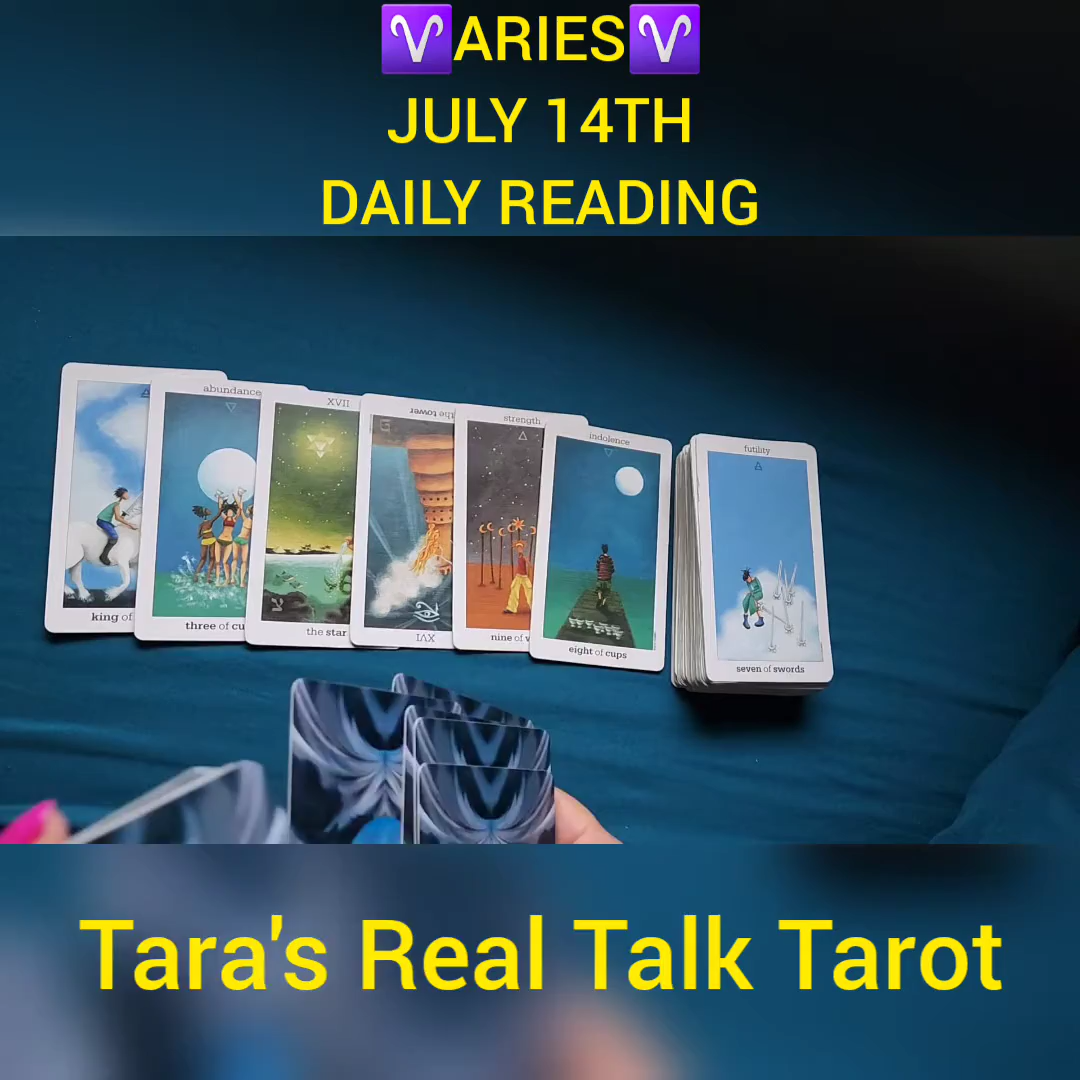 ♈ARIES♈
JULY 14TH
DAILY READING
abundance
XVII
the tower
strength
indolence
futility
king of
three of cu
the star
XVI
nine of
eight of cups
seven of swords
Tara's Real Talk Tarot